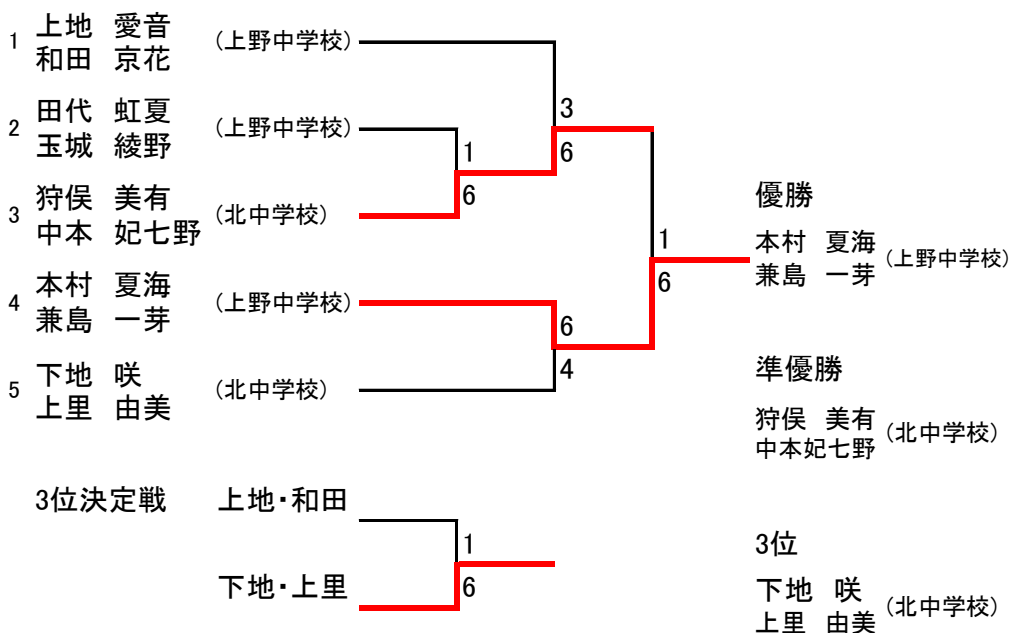 1 上地 愛音 (上野中学校)
和田 京花
3
2 田代 虹夏 (上野中学校)
玉城 綾野
1
6
6
3 狩俣 美有 (北中学校)
中本 妃七野
優勝
1
本村 夏海 (上野中学校)
兼島 一芽
6
4 本村 夏海 (上野中学校)
兼島 一芽
6
4
5 下地 咲 (北中学校)
上里 由美
準優勝
狩俣 美有 (北中学校)
中本妃七野
3位決定戦 上地・和田
1
下地・上里 6
3位
下地 咲 (北中学校)
上里 由美